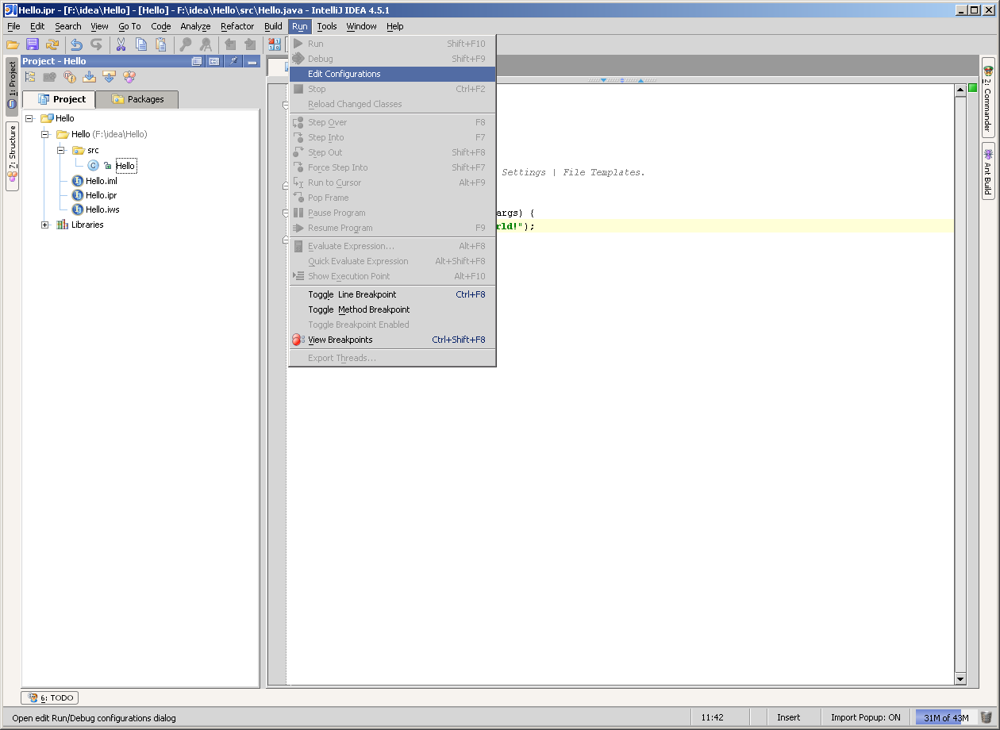 Hello.ipr - [F:\idea\Hello] - [Hello] - F:\idea\Hello\src\Hello.java - IntelliJ IDEA 4.5.1
File Edit Search View Go To Code Analyze Refactor Build Run Tools Window Help
1: Project
7: Structure
Project - Hello
Project Packages
Hello
Hello (F:\idea\Hello)
src
Hello
Hello.iml
Hello.ipr
Hello.iws
Libraries
Run Shift+F10
Debug Shift+F9
Edit Configurations
Stop Ctrl+F2
Reload Changed Classes
Step Over F8
Step Into F7
Step Out Shift+F8
Force Step Into Shift+F7
Run to Cursor Alt+F9
Pop Frame
Pause Program
Resume Program F9
Evaluate Expression... Alt+F8
Quick Evaluate Expression Alt+Shift+F8
Show Execution Point Alt+F10
Toggle Line Breakpoint Ctrl+F8
Toggle Method Breakpoint
Toggle Breakpoint Enabled
View Breakpoints Ctrl+Shift+F8
Export Threads...
Settings | File Templates.
args) {
rld!");
2: Commander
Ant Build
6: TODO
Open edit Run/Debug configurations dialog 11:42 Insert Import Popup: ON 31M of 43M